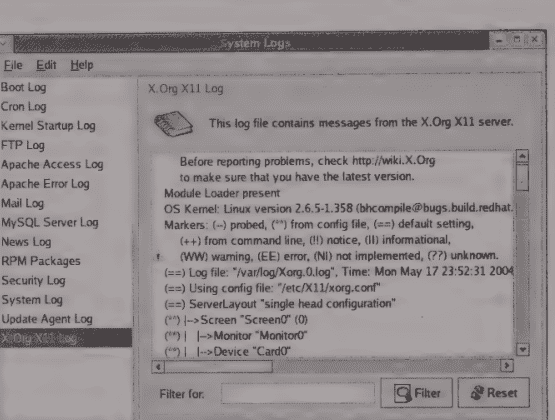 System Logs
File Edit Help
Boot Log
Cron Log
Kernel Startup Log
FTP Log
Apache Access Log
Apache Error Log
Mail Log
MySQL Server Log
News Log
RPM Packages
Security Log
System Log
Update Agent Log
X.Org X11 Log
X.Org X11 Log
This log file contains messages from the X.Org X11 server.
Before reporting problems, check http://wiki.X.Org
to make sure that you have the latest version.
Module Loader present
OS Kernel: Linux version 2.6.5-1.358 (bhcompile@bugs.build.redhat.
Markers: (--) probed, (**) from config file, (==) default setting,
(++) from command line, (!!) notice, (II) informational,
(WW) warning, (EE) error, (NI) not implemented, (??) unknown.
(==) Log file: "/var/log/Xorg.0.log", Time: Mon May 17 23:52:31 2004
(==) Using config file: "/etc/X11/xorg.conf"
(==) ServerLayout "single head configuration"
(**) |-->Screen "Screen0" (0)
(**) | |-->Monitor "Monitor0"
(**) | |-->Device "Card0"
Filter for: Filter Reset